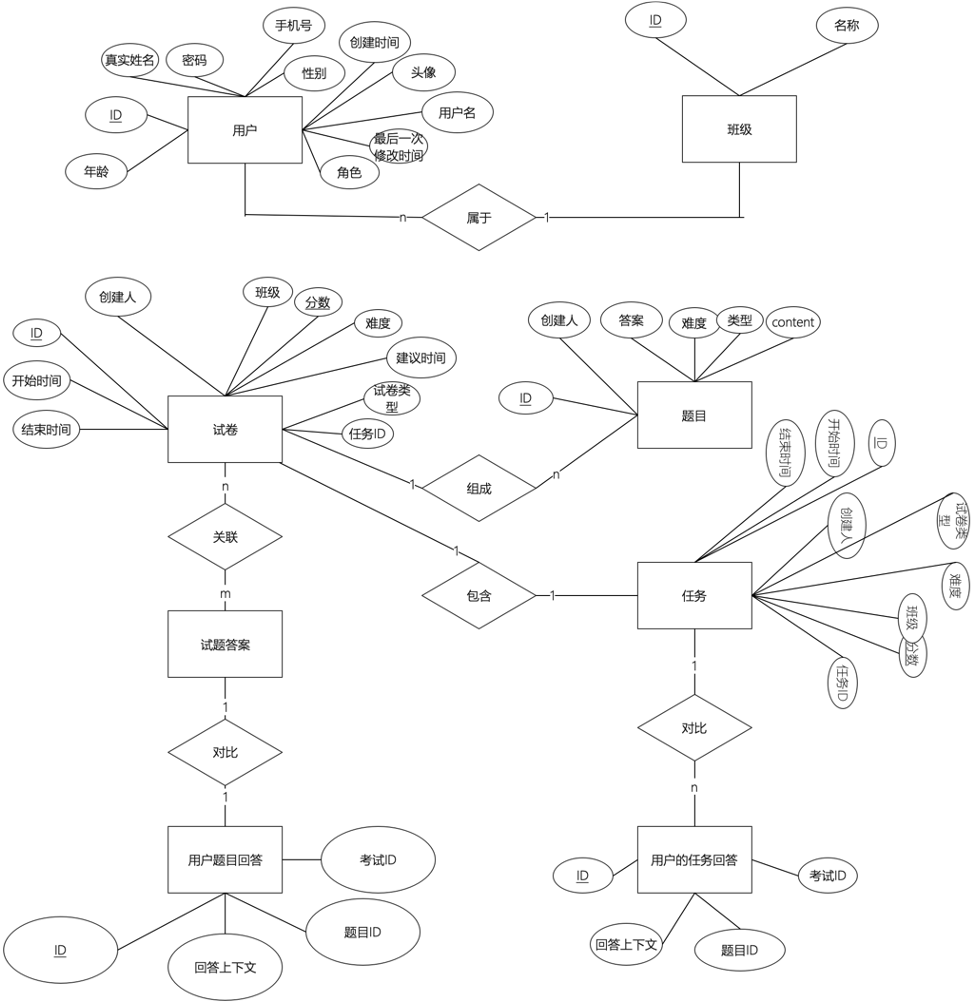 手机号
创建时间
真实姓名
密码
性别
头像
ID
用户
用户名
最后一次
修改时间
年龄
角色
ID
名称
班级
n
属于
1
创建人
班级
分数
ID
难度
建议时间
开始时间
试卷类
型
结束时间
试卷
任务ID
创建人
答案
难度
类型
content
ID
题目
1
组成
n
n
关联
m
1
包含
1
结束时间
开始时间
ID
创建人
试卷类
型
任务
难度
班级
分数
任务ID
试题答案
1
对比
1
1
对比
n
用户题目回答
考试ID
ID
回答上下文
题目ID
用户的任务回答
ID
考试ID
回答上下文
题目ID